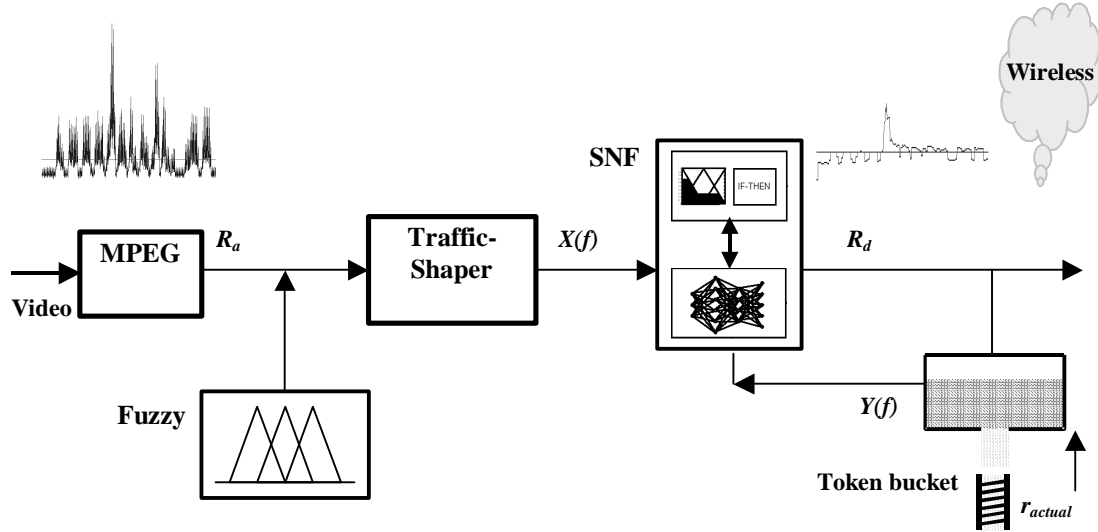 Wireless
SNF
IF-THEN
MPEG
R_a
Traffic-
Shaper
X(f)
R_d
Video
Fuzzy
Y(f)
Token bucket
r_actual